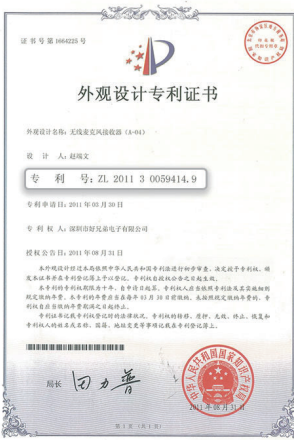 证书号第1664225号
外观设计专利证书
外观设计名称：无线麦克风接收器（A-04）
设 计 人：赵瑞文
专 利 号：ZL 2011 3 0059414.9
专利申请日：2011年03月30日
专 利 权 人：深圳市好兄弟电子有限公司
授权公告日：2011年08月31日
本外观设计经过本局依照中华人民共和国专利法进行初步审查，决定授予专利权，颁
发本证书并在专利登记簿上予以登记。专利权自授权公告之日起生效。
本专利的专利权期限为十年，自申请日起算。专利权人应当依照专利法及其实施细则
规定缴纳年费。本专利的年费应当在每年03月30日前缴纳。未按照规定缴纳年费的，专
利权自应当缴纳年费期满之日起终止。
专利证书记载专利权登记时的法律状况。专利权的转移、质押、无效、终止、恢复和
专利权人的姓名或名称、国籍、地址变更等事项记载在专利登记簿上。
局长 田力普
中华人民共和国国家知识产权局
2011年08月31日
第1页（共1页）